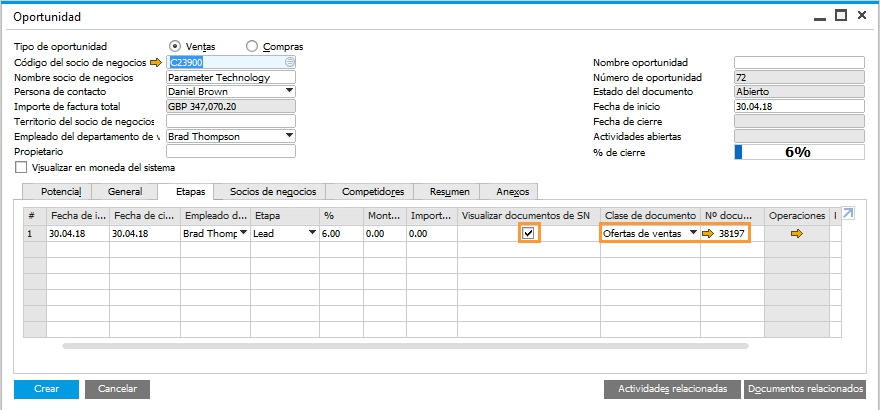 Oportunidad
Tipo de oportunidad Ventas Compras
Código del socio de negocios C23900 Nombre oportunidad
Nombre socio de negocios Parameter Technology Número de oportunidad 72
Persona de contacto Daniel Brown Estado del documento Abierto
Importe de factura total GBP 347,070.20 Fecha de inicio 30.04.18
Territorio del socio de negocios Fecha de cierre
Empleado del departamento de v Brad Thompson Actividades abiertas
Propietario % de cierre 6%
Visualizar en moneda del sistema
Potencial General Etapas Socios de negocios Competidores Resumen Anexos
# Fecha de i... Fecha de ci... Empleado d... Etapa % Mont... Import... Visualizar documentos de SN Clase de documento Nº docu... Operaciones
1 30.04.18 30.04.18 Brad Thomp Lead 6.00 0.00 0.00 Ofertas de ventas 38197
Crear Cancelar Actividades relacionadas Documentos relacionados